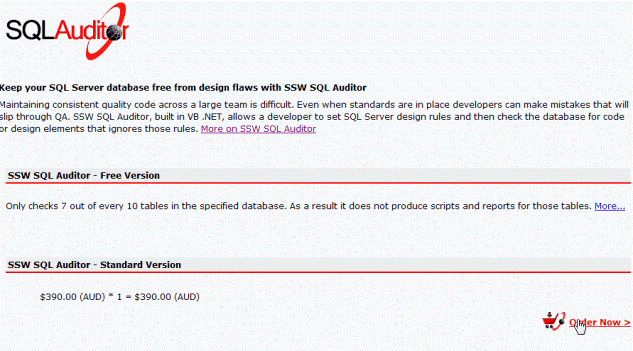 SQLAuditor
Keep your SQL Server database free from design flaws with SSW SQL Auditor
Maintaining consistent quality code across a large team is difficult. Even when standards are in place developers can make mistakes that will
slip through QA. SSW SQL Auditor, built in VB .NET, allows a developer to set SQL Server design rules and then check the database for code
or design elements that ignores those rules. More on SSW SQL Auditor
SSW SQL Auditor - Free Version
Only checks 7 out of every 10 tables in the specified database. As a result it does not produce scripts and reports for those tables. More...
SSW SQL Auditor - Standard Version
$390.00 (AUD) * 1 = $390.00 (AUD)
Order Now >